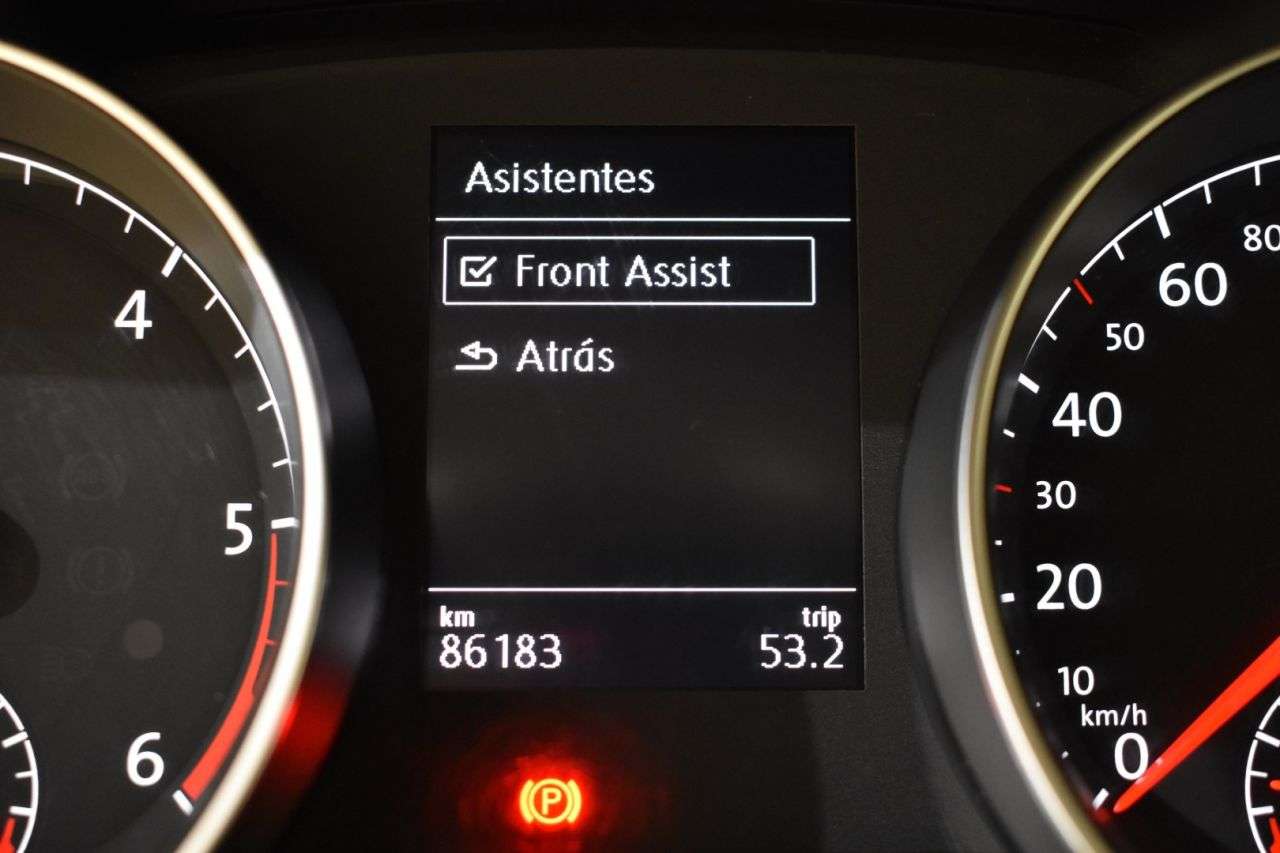 Asistentes
Front Assist
Atrás
km
trip
86183
53.2
4
5
6
P
80
60
50
40
30
20
10
km/h
0